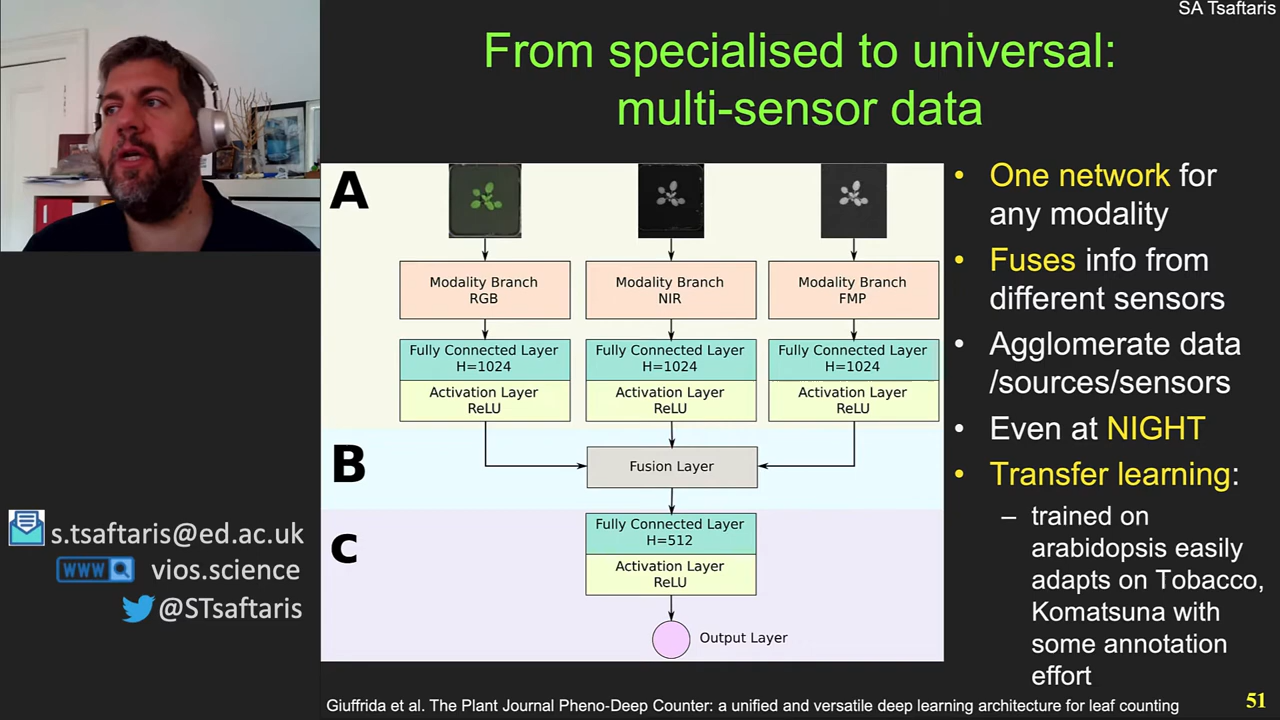 SA Tsaftaris
From specialised to universal:
multi-sensor data
A
Modality Branch
RGB
Modality Branch
NIR
Modality Branch
FMP
Fully Connected Layer
H=1024
Fully Connected Layer
H=1024
Fully Connected Layer
H=1024
Activation Layer
ReLU
Activation Layer
ReLU
Activation Layer
ReLU
B
Fusion Layer
C
Fully Connected Layer
H=512
Activation Layer
ReLU
Output Layer
• One network for
any modality
• Fuses info from
different sensors
• Agglomerate data
/sources/sensors
• Even at NIGHT
• Transfer learning:
– trained on
arabidopsis easily
adapts on Tobacco,
Komatsuna with
some annotation
effort
s.tsaftaris@ed.ac.uk
WWW vios.science
@STsaftaris
Giuffrida et al. The Plant Journal Pheno-Deep Counter: a unified and versatile deep learning architecture for leaf counting
51